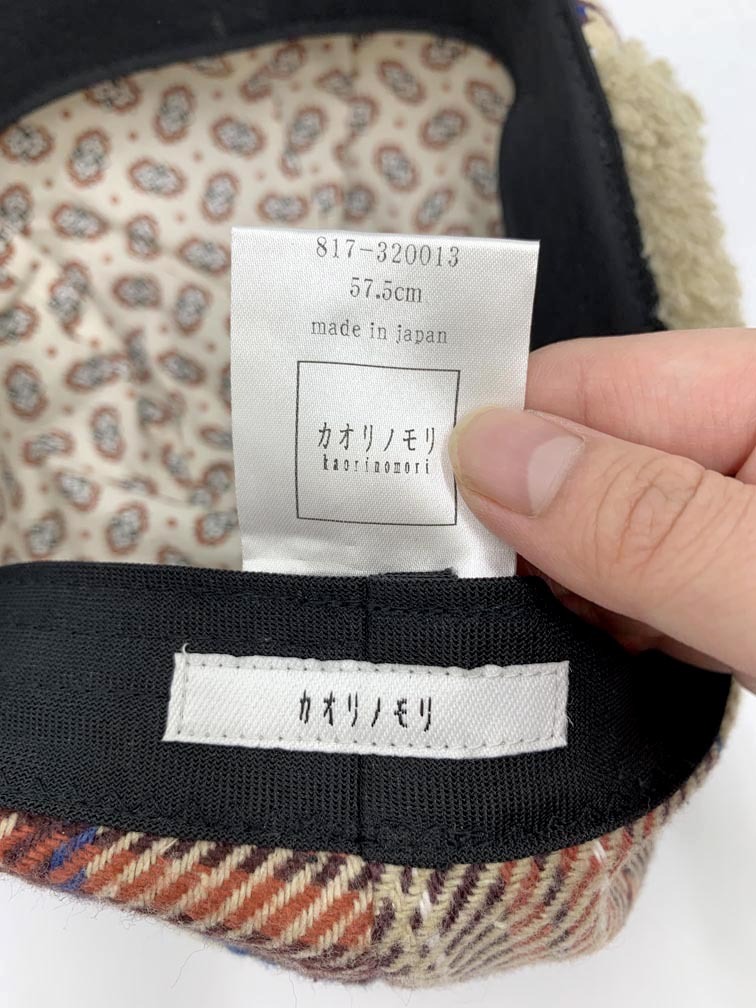 817-320013
57.5cm
made in japan
カオリノモリ
kaorinomori
カオリノモリ